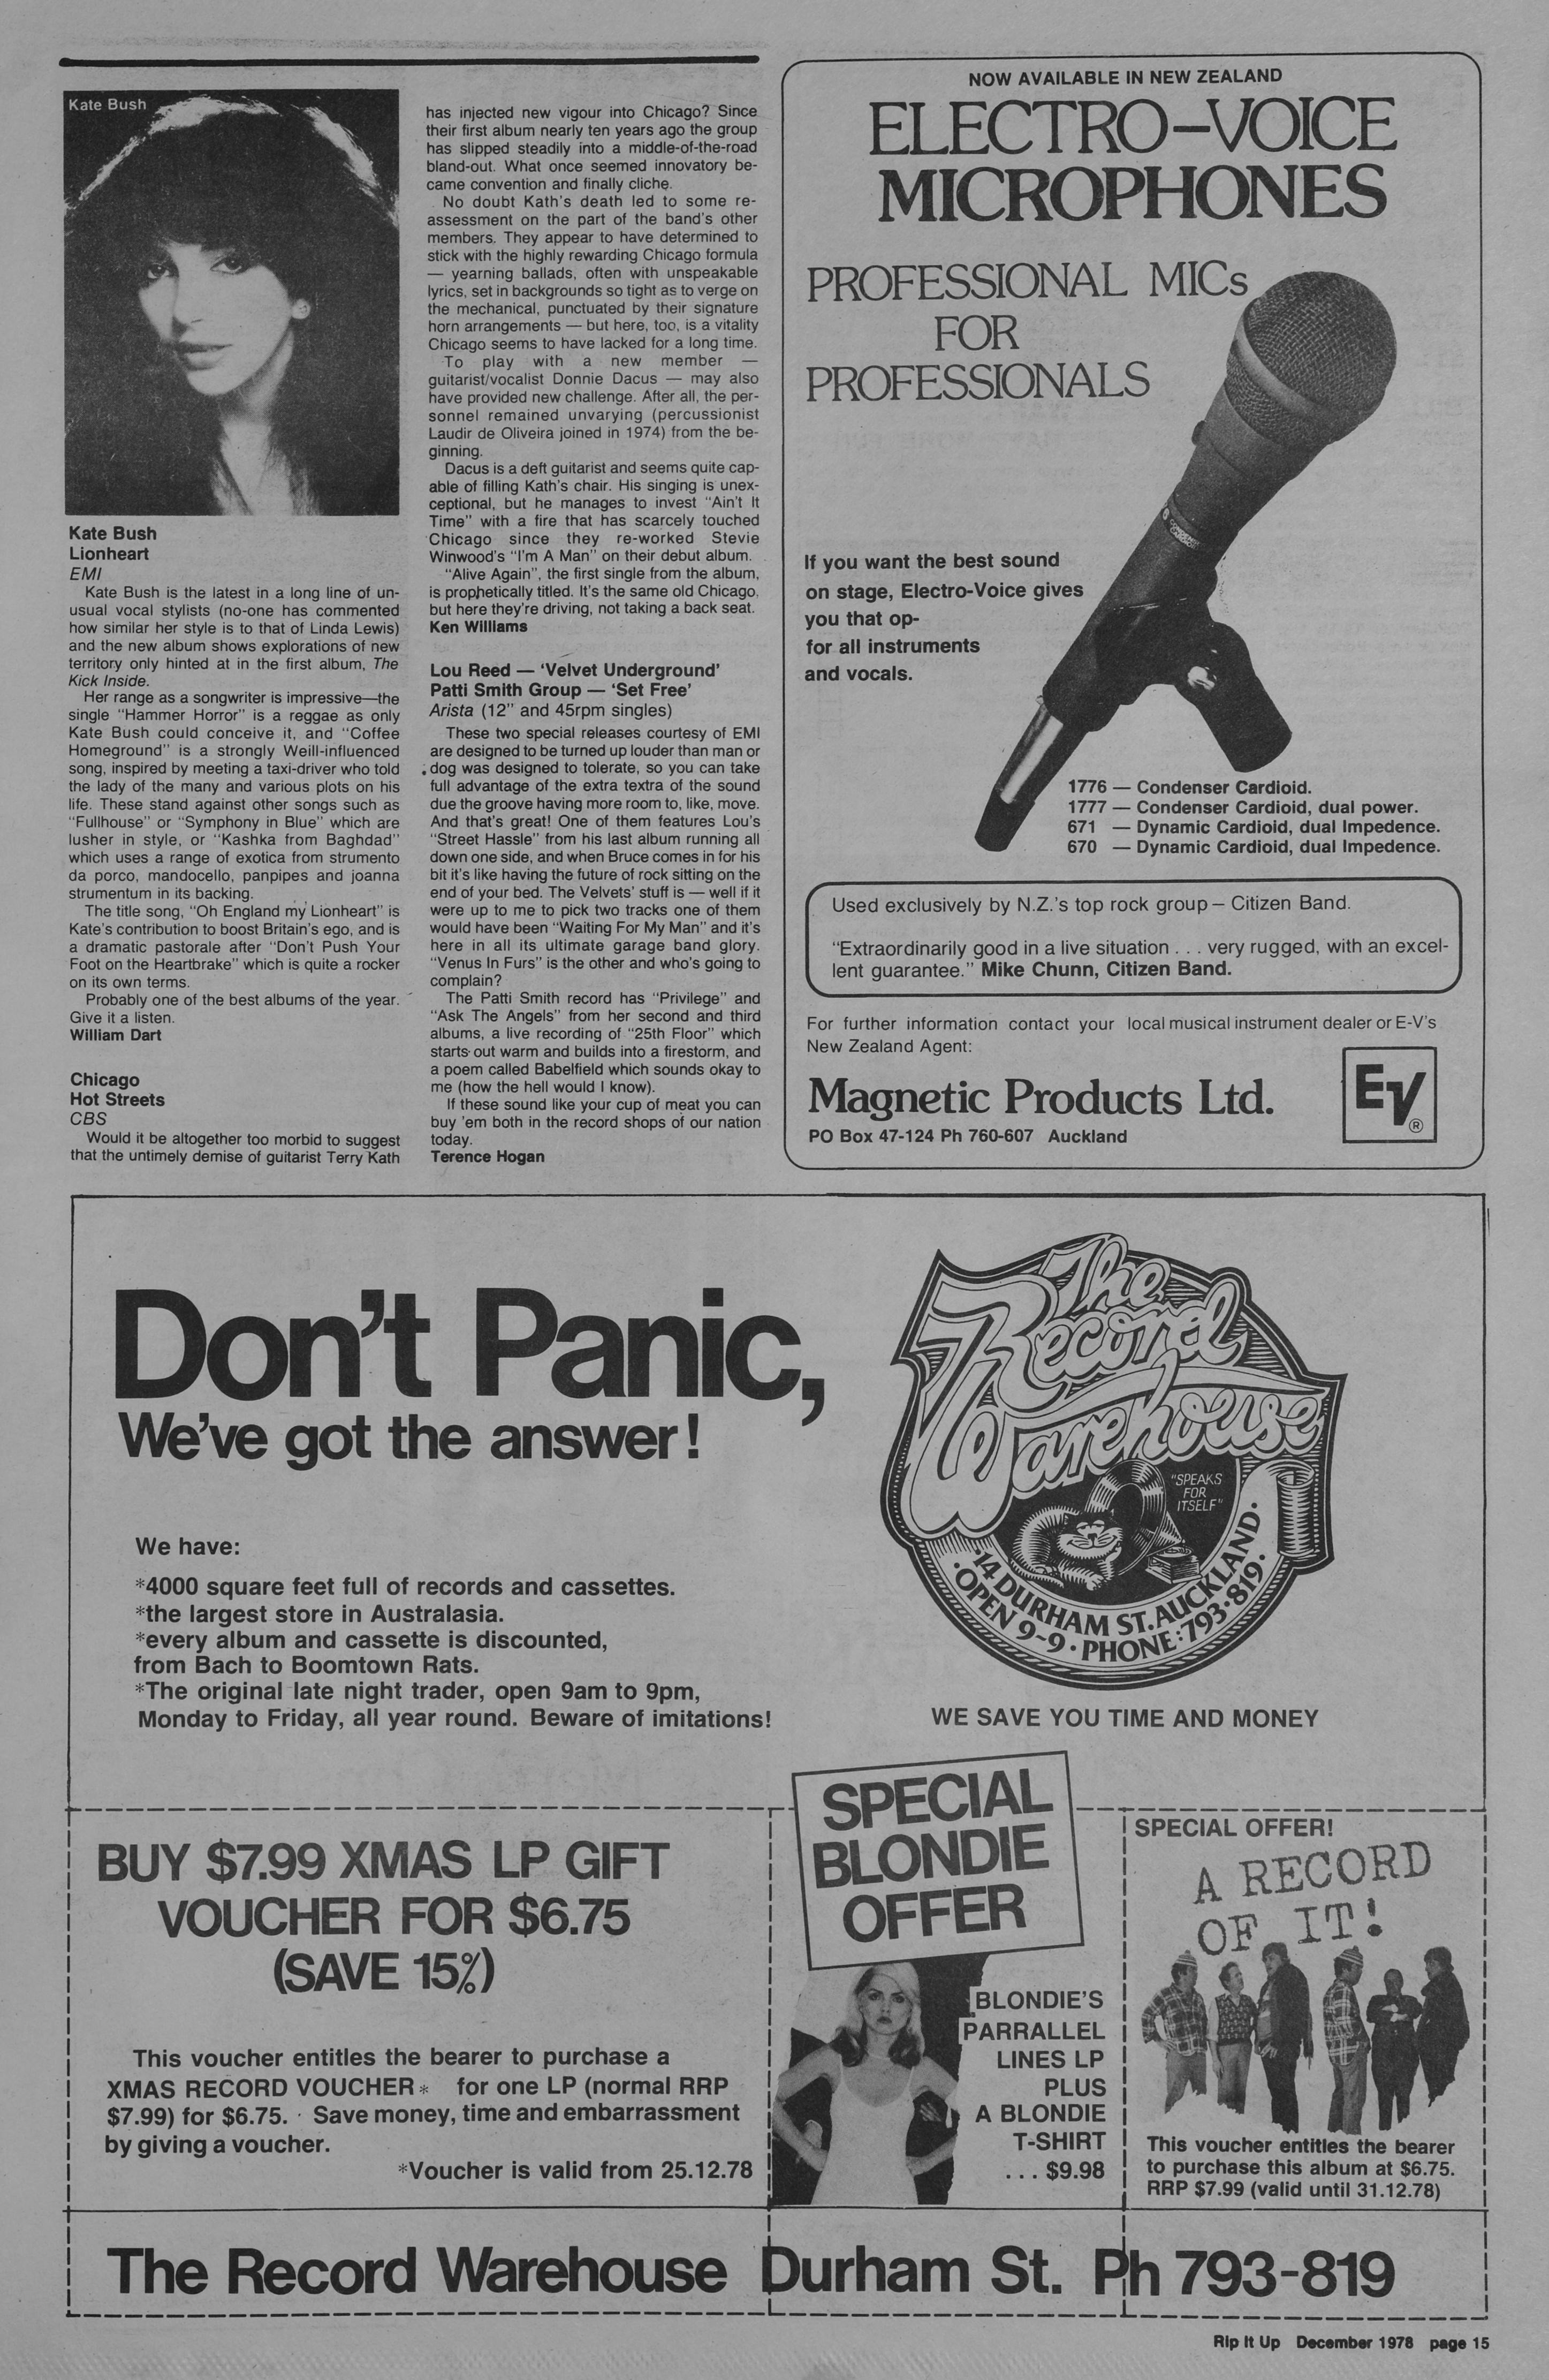 Kate Bush
Kate Bush
Lionheart
EMI
Kate Bush is the latest in a long line of un-
usual vocal stylists (no-one has commented
how similar her style is to that of Linda Lewis)
and the new album shows explorations of new
territory only hinted at in the first album, The
Kick Inside.
Her range as a songwriter is impressive—the
single "Hammer Horror" is a reggae as only
Kate Bush could conceive it, and "Coffee
Homeground" is a strongly Weill-influenced
song, inspired by meeting a taxi-driver who told
the lady of the many and various plots on his
life. These stand against other songs such as
"Fullhouse" or "Symphony in Blue" which are
lusher in style, or "Kashka from Baghdad"
which uses a range of exotica from strumento
da porco, mandocello, panpipes and joanna
strumentum in its backing.
The title song, "Oh England my Lionheart" is
Kate's contribution to boost Britain's ego, and is
a dramatic pastorale after "Don't Push Your
Foot on the Heartbrake" which is quite a rocker
on its own terms.
Probably one of the best albums of the year.
Give it a listen.
William Dart
Chicago
Hot Streets
CBS
Would it be altogether too morbid to suggest
that the untimely demise of guitarist Terry Kath
has injected new vigour into Chicago? Since
their first album nearly ten years ago the group
has slipped steadily into a middle-of-the-road
bland-out. What once seemed innovatory be-
came convention and finally cliche.
No doubt Kath's death led to some re-
assessment on the part of the band's other
members. They appear to have determined to
stick with the highly rewarding Chicago formula
— yearning ballads, often with unspeakable
lyrics, set in backgrounds so tight as to verge on
the mechanical, punctuated by their signature
horn arrangements — but here, too, is a vitality
Chicago seems to have lacked for a long time.
To play with a new member —
guitarist/vocalist Donnie Dacus — may also
have provided new challenge. After all, the per-
sonnel remained unvarying (percussionist
Laudir de Oliveira joined in 1974) from the be-
ginning.
Dacus is a deft guitarist and seems quite cap-
able of filling Kath's chair. His singing is unex-
ceptional, but he manages to invest "Ain't It
Time" with a fire that has scarcely touched
Chicago since they re-worked Stevie
Winwood's "I'm A Man" on their debut album.
"Alive Again", the first single from the album,
is prophetically titled. It's the same old Chicago,
but here they're driving, not taking a back seat.
Ken Williams
Lou Reed — 'Velvet Underground'
Patti Smith Group — 'Set Free'
Arista (12" and 45rpm singles)
These two special releases courtesy of EMI
are designed to be turned up louder than man or
dog was designed to tolerate, so you can take
full advantage of the extra textra of the sound
due the groove having more room to, like, move.
And that's great! One of them features Lou's
"Street Hassle" from his last album running all
down one side, and when Bruce comes in for his
bit it's like having the future of rock sitting on the
end of your bed. The Velvets' stuff is — well if it
were up to me to pick two tracks one of them
would have been "Waiting For My Man" and it's
here in all its ultimate garage band glory.
"Venus In Furs" is the other and who's going to
complain?
The Patti Smith record has "Privilege" and
"Ask The Angels" from her second and third
albums, a live recording of "25th Floor" which
starts out warm and builds into a firestorm, and
a poem called Babelfield which sounds okay to
me (how the hell would I know).
If these sound like your cup of meat you can
buy 'em both in the record shops of our nation
today.
Terence Hogan
NOW AVAILABLE IN NEW ZEALAND
ELECTRO–VOICE
MICROPHONES
PROFESSIONAL MICs
FOR
PROFESSIONALS
If you want the best sound
on stage, Electro-Voice gives
you that op-
for all instruments
and vocals.
1776 — Condenser Cardioid.
1777 — Condenser Cardioid, dual power.
671 — Dynamic Cardioid, dual Impedence.
670 — Dynamic Cardioid, dual Impedence.
Used exclusively by N.Z.'s top rock group – Citizen Band.
"Extraordinarily good in a live situation . . . very rugged, with an excel-
lent guarantee." Mike Chunn, Citizen Band.
For further information contact your local musical instrument dealer or E-V's
New Zealand Agent:
Magnetic Products Ltd.
PO Box 47-124 Ph 760-607 Auckland
EV®
Don't Panic,
We've got the answer!
We have:
*4000 square feet full of records and cassettes.
*the largest store in Australasia.
*every album and cassette is discounted,
from Bach to Boomtown Rats.
*The original late night trader, open 9am to 9pm,
Monday to Friday, all year round. Beware of imitations!
The
Record
Warehouse
"SPEAKS
FOR
ITSELF"
·14 DURHAM ST. AUCKLAND·
·OPEN 9-9· PHONE: 793·819·
WE SAVE YOU TIME AND MONEY
BUY $7.99 XMAS LP GIFT
VOUCHER FOR $6.75
(SAVE 15%)
This voucher entitles the bearer to purchase a
XMAS RECORD VOUCHER* for one LP (normal RRP
$7.99) for $6.75. Save money, time and embarrassment
by giving a voucher.
*Voucher is valid from 25.12.78
SPECIAL
BLONDIE
OFFER
BLONDIE'S
PARRALLEL
LINES LP
PLUS
A BLONDIE
T-SHIRT
. . . $9.98
SPECIAL OFFER!
A RECORD
OF IT!
This voucher entitles the bearer
to purchase this album at $6.75.
RRP $7.99 (valid until 31.12.78)
The Record Warehouse Durham St. Ph 793-819
Rip It Up December 1978 page 15